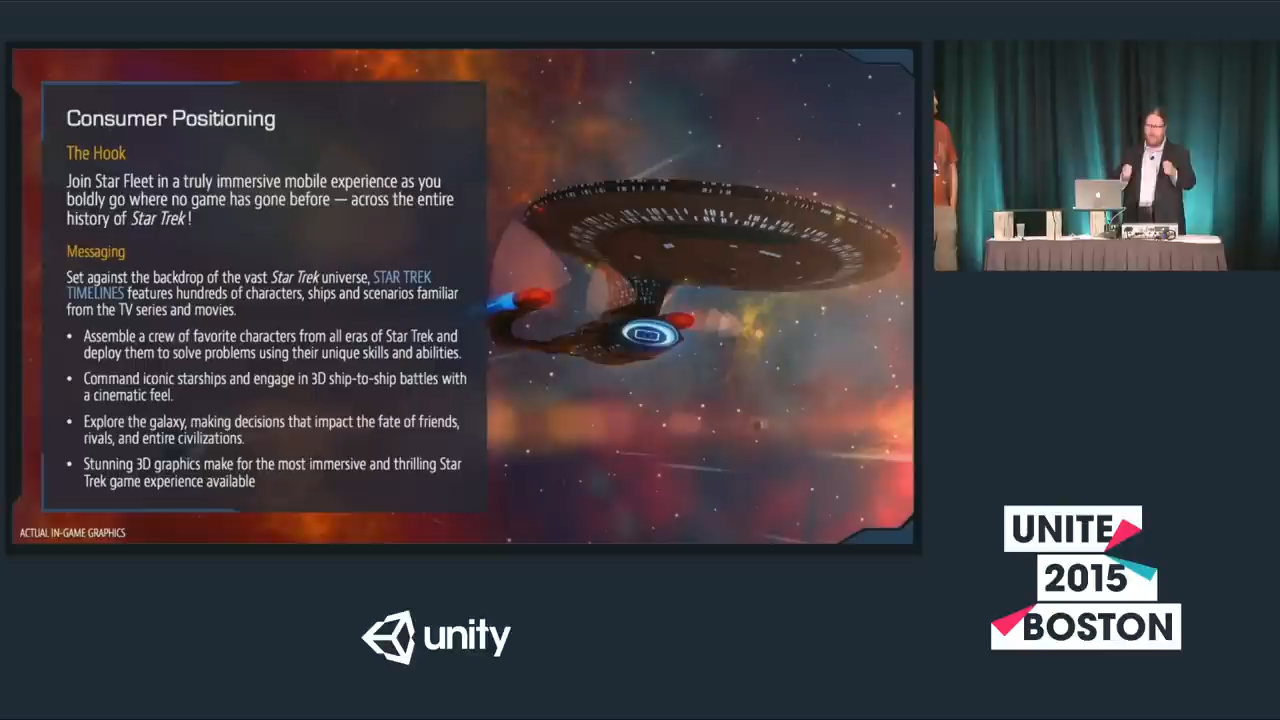 Consumer Positioning
The Hook
Join Star Fleet in a truly immersive mobile experience as you
boldly go where no game has gone before — across the entire
history of Star Trek !
Messaging
Set against the backdrop of the vast Star Trek universe, STAR TREK
TIMELINES features hundreds of characters, ships and scenarios familiar
from the TV series and movies.
• Assemble a crew of favorite characters from all eras of Star Trek and
deploy them to solve problems using their unique skills and abilities.
• Command iconic starships and engage in 3D ship-to-ship battles with
a cinematic feel.
• Explore the galaxy, making decisions that impact the fate of friends,
rivals, and entire civilizations.
• Stunning 3D graphics make for the most immersive and thrilling Star
Trek game experience available
ACTUAL IN-GAME GRAPHICS
unity
UNITE
2015
BOSTON